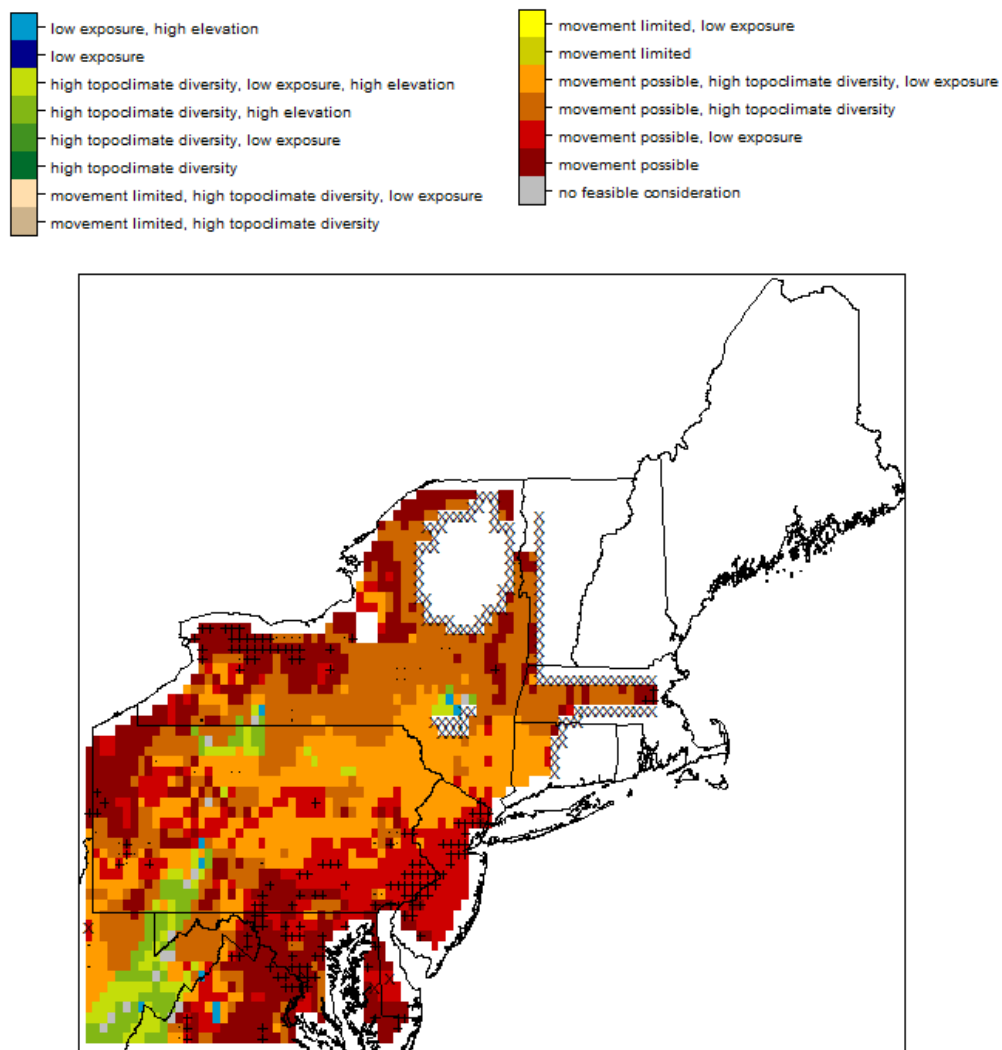 low exposure, high elevation
low exposure
high topoclimate diversity, low exposure, high elevation
high topoclimate diversity, high elevation
high topoclimate diversity, low exposure
high topoclimate diversity
movement limited, high topoclimate diversity, low exposure
movement limited, high topoclimate diversity
movement limited, low exposure
movement limited
movement possible, high topoclimate diversity, low exposure
movement possible, high topoclimate diversity
movement possible, low exposure
movement possible
no feasible consideration